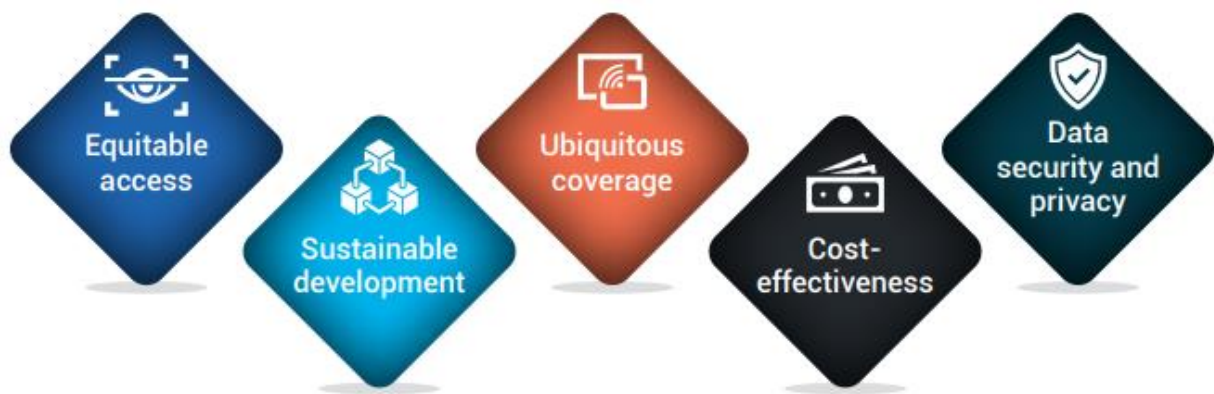 Equitable
access
Sustainable
development
Ubiquitous
coverage
Cost-
effectiveness
Data
security and
privacy